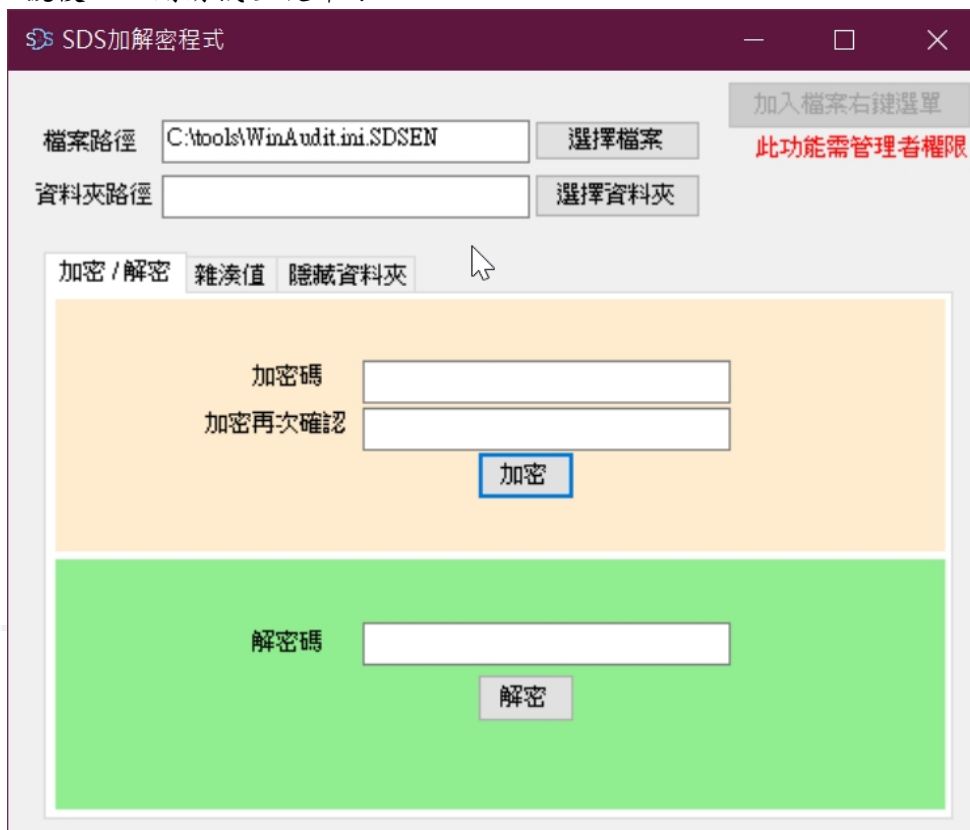 SDS加解密程式
加入檔案右鍵選單
檔案路徑 C:\tools\WinAudit.ini.SDSEN 選擇檔案
此功能需管理者權限
資料夾路徑 選擇資料夾
加密 / 解密 雜湊值 隱藏資料夾
加密碼
加密再次確認
加密
解密碼
解密